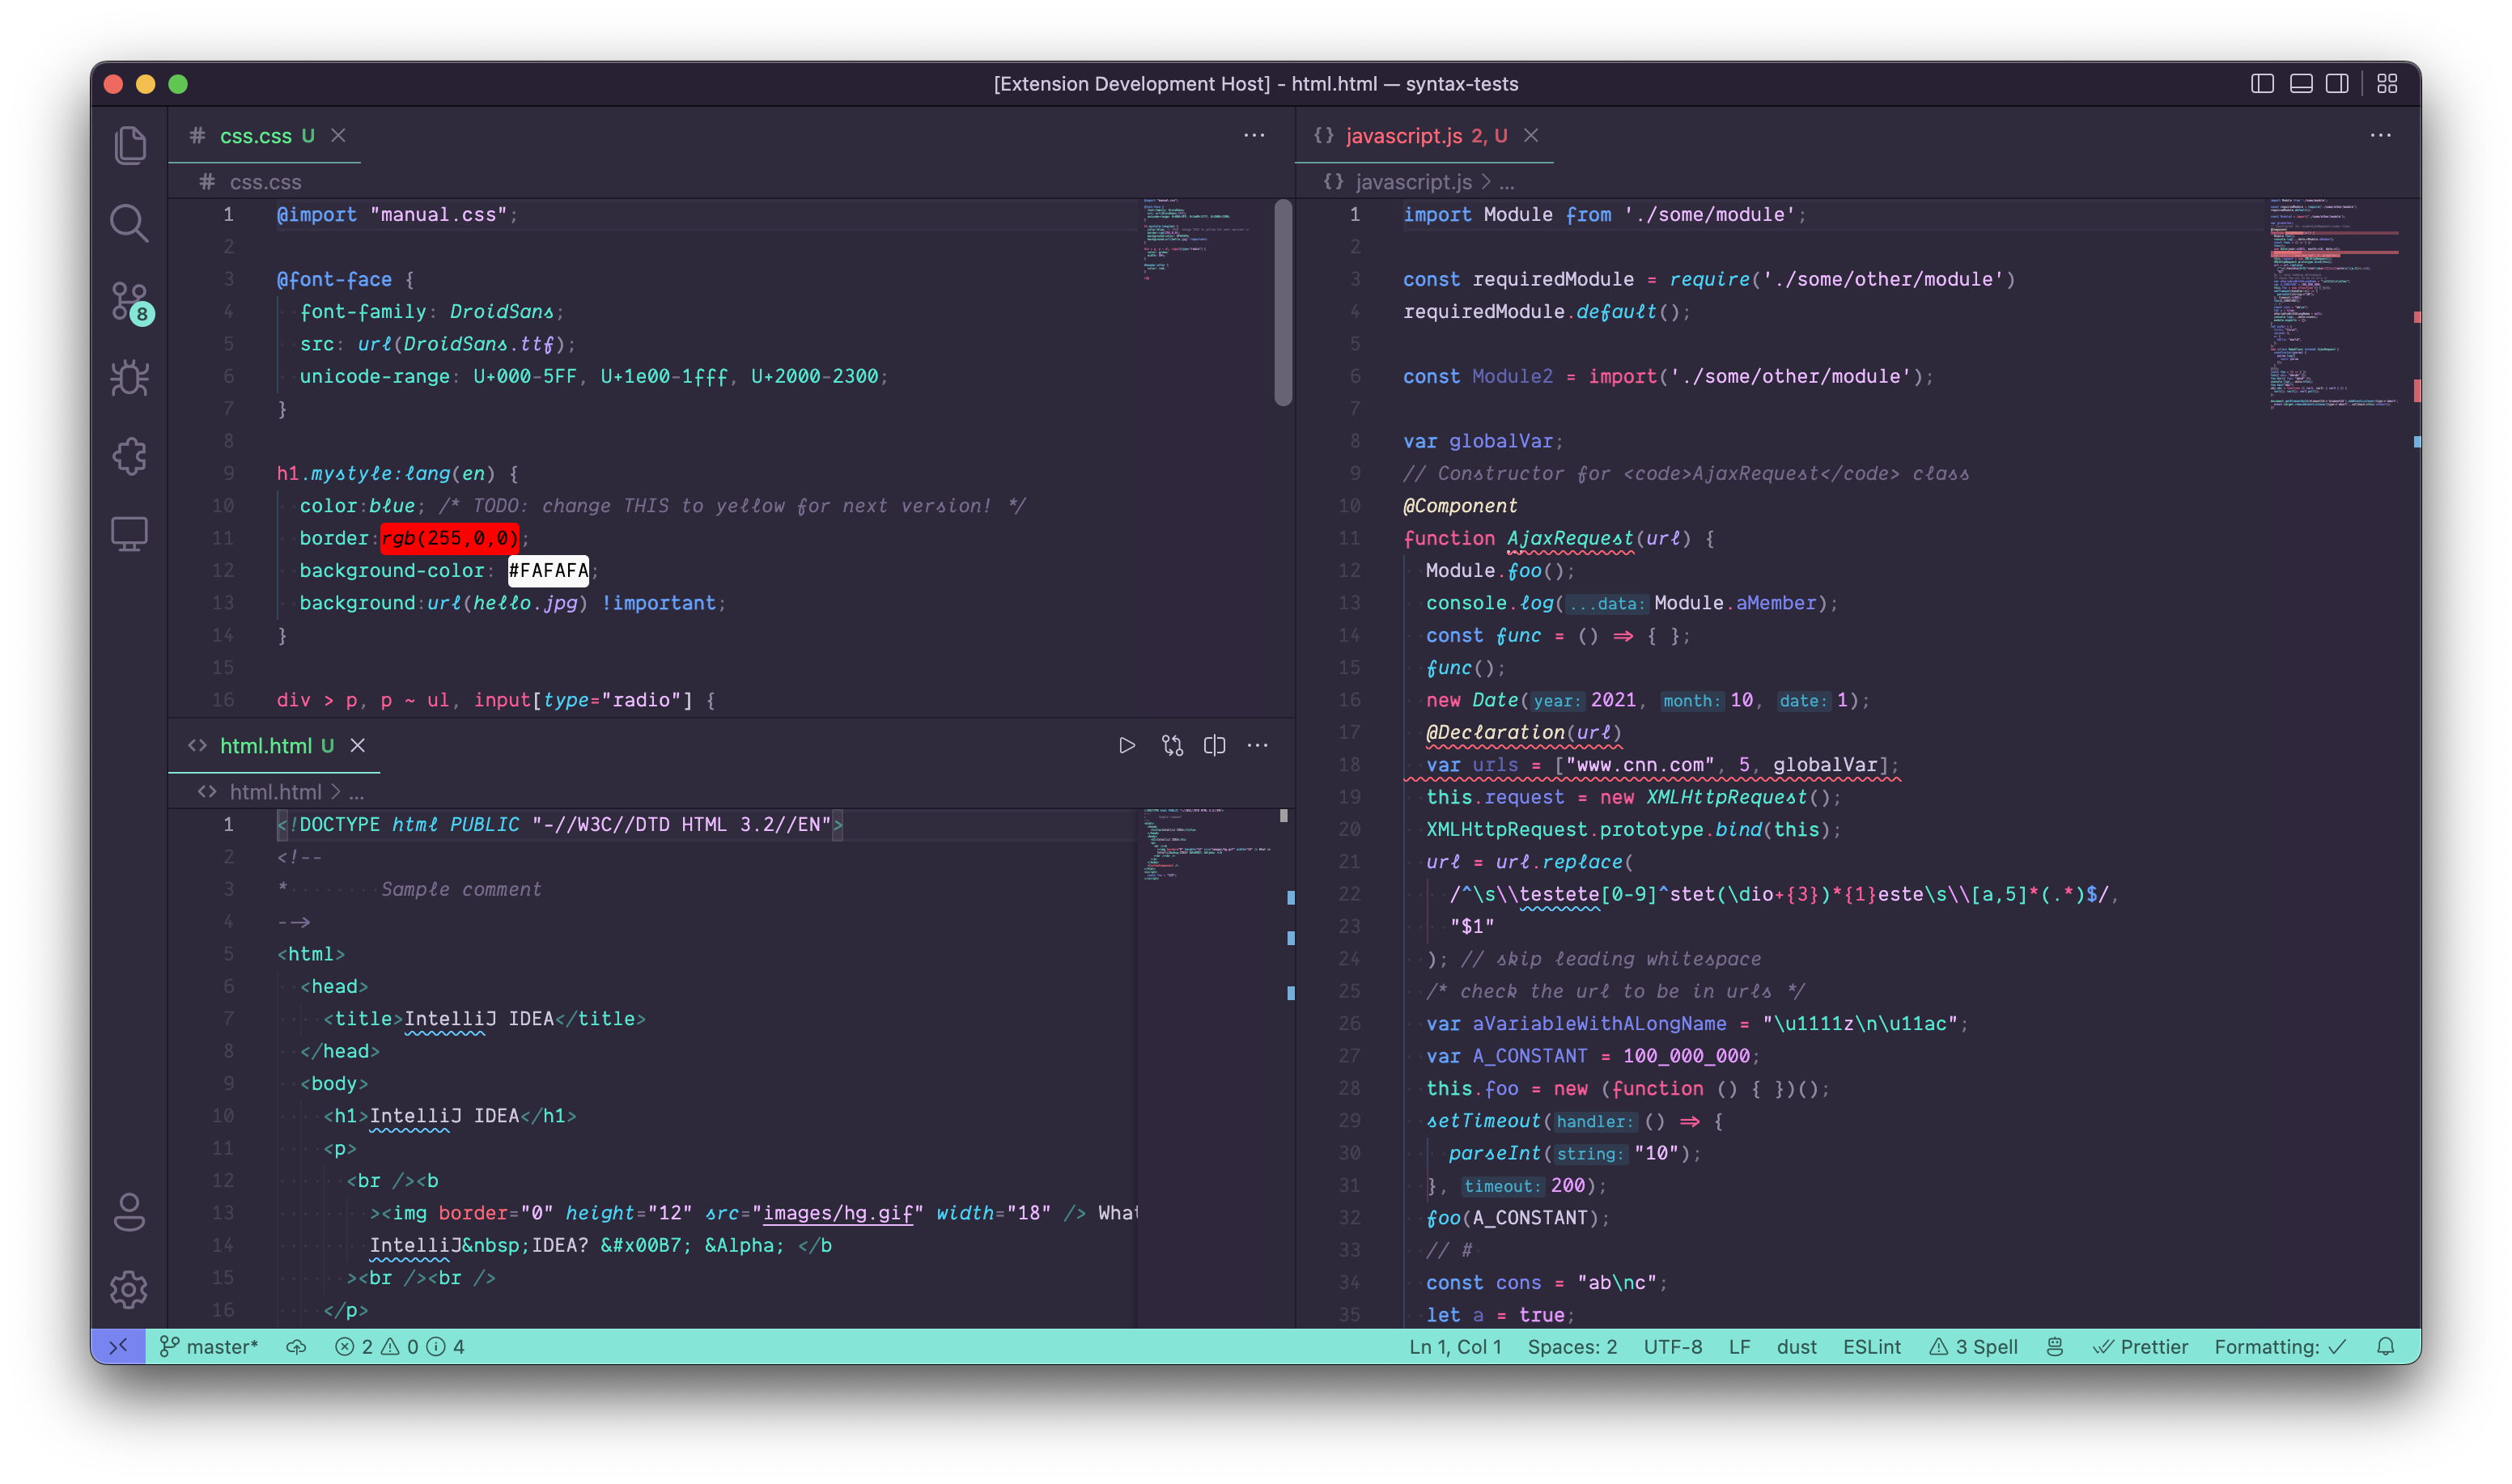 [Extension Development Host] - html.html — syntax-tests
# css.css U
# css.css
1 @import "manual.css";
2
3 @font-face {
4 font-family: DroidSans;
5 src: url(DroidSans.ttf);
6 unicode-range: U+000-5FF, U+1e00-1fff, U+2000-2300;
7 }
8
9 h1.mystyle:lang(en) {
10 color:blue; /* TODO: change THIS to yellow for next version! */
11 border:rgb(255,0,0);
12 background-color: #FAFAFA;
13 background:url(hello.jpg) !important;
14 }
15
16 div > p, p ~ ul, input[type="radio"] {
<> html.html U
<> html.html > ...
1 <!DOCTYPE html PUBLIC "-//W3C//DTD HTML 3.2//EN">
2 <!--
3 * Sample comment
4 -->
5 <html>
6 <head>
7 <title>IntelliJ IDEA</title>
8 </head>
9 <body>
10 <h1>IntelliJ IDEA</h1>
11 <p>
12 <br /><b
13 ><img border="0" height="12" src="images/hg.gif" width="18" /> What
14 IntelliJ&nbsp;IDEA? &#x00B7; &Alpha; </b
15 ><br /><br />
16 </p>
{} javascript.js 2, U
{} javascript.js > ...
1 import Module from './some/module';
2
3 const requiredModule = require('./some/other/module')
4 requiredModule.default();
5
6 const Module2 = import('./some/other/module');
7
8 var globalVar;
9 // Constructor for <code>AjaxRequest</code> class
10 @Component
11 function AjaxRequest(url) {
12 Module.foo();
13 console.log(...data: Module.aMember);
14 const func = () => { };
15 func();
16 new Date(year: 2021, month: 10, date: 1);
17 @Declaration(url)
18 var urls = ["www.cnn.com", 5, globalVar];
19 this.request = new XMLHttpRequest();
20 XMLHttpRequest.prototype.bind(this);
21 url = url.replace(
22 /^\s\\testete[0-9]^stet(\dio+{3})*{1}este\s\\[a,5]*(.*)$/,
23 "$1"
24 ); // skip leading whitespace
25 /* check the url to be in urls */
26 var aVariableWithALongName = "\u1111z\n\u11ac";
27 var A_CONSTANT = 100_000_000;
28 this.foo = new (function () { })();
29 setTimeout(handler: () => {
30 parseInt(string: "10");
31 }, timeout: 200);
32 foo(A_CONSTANT);
33 // #
34 const cons = "ab\nc";
35 let a = true;
8
master* 2 0 4
Ln 1, Col 1 Spaces: 2 UTF-8 LF dust ESLint 3 Spell Prettier Formatting: ✓